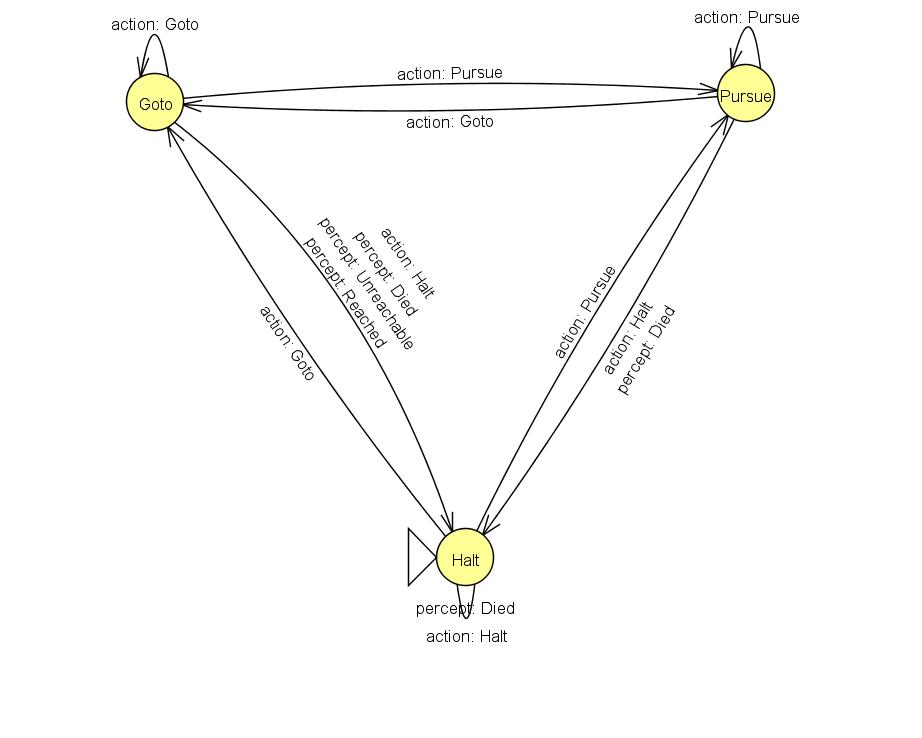 action: Goto
action: Pursue
Goto
action: Pursue
Pursue
action: Goto
action: Halt
percept: Died
percept: Unreachable
percept: Reached
action: Goto
action: Pursue
action: Halt
percept: Died
Halt
percept: Died
action: Halt